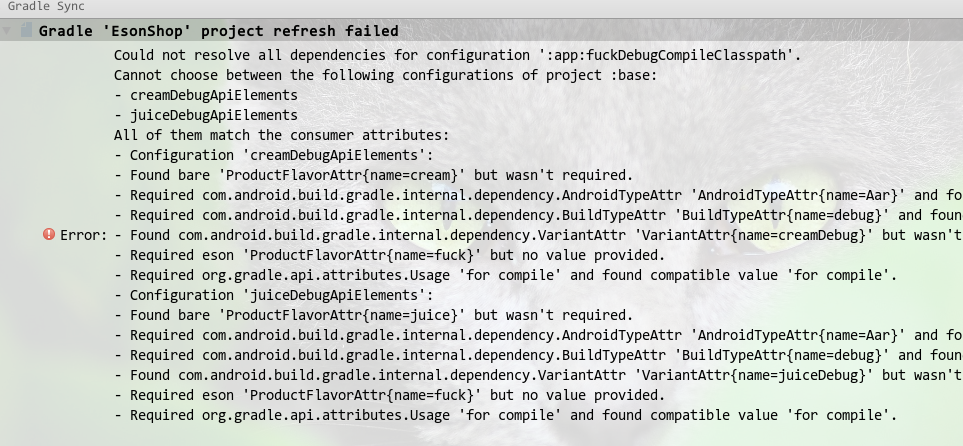 Gradle Sync
Gradle 'EsonShop' project refresh failed
Could not resolve all dependencies for configuration ':app:fuckDebugCompileClasspath'.
Cannot choose between the following configurations of project :base:
- creamDebugApiElements
- juiceDebugApiElements
All of them match the consumer attributes:
- Configuration 'creamDebugApiElements':
- Found bare 'ProductFlavorAttr{name=cream}' but wasn't required.
- Required com.android.build.gradle.internal.dependency.AndroidTypeAttr 'AndroidTypeAttr{name=Aar}' and fo
- Required com.android.build.gradle.internal.dependency.BuildTypeAttr 'BuildTypeAttr{name=debug}' and foun
Error: - Found com.android.build.gradle.internal.dependency.VariantAttr 'VariantAttr{name=creamDebug}' but wasn't
- Required eson 'ProductFlavorAttr{name=fuck}' but no value provided.
- Required org.gradle.api.attributes.Usage 'for compile' and found compatible value 'for compile'.
- Configuration 'juiceDebugApiElements':
- Found bare 'ProductFlavorAttr{name=juice}' but wasn't required.
- Required com.android.build.gradle.internal.dependency.AndroidTypeAttr 'AndroidTypeAttr{name=Aar}' and fo
- Required com.android.build.gradle.internal.dependency.BuildTypeAttr 'BuildTypeAttr{name=debug}' and foun
- Found com.android.build.gradle.internal.dependency.VariantAttr 'VariantAttr{name=juiceDebug}' but wasn't
- Required eson 'ProductFlavorAttr{name=fuck}' but no value provided.
- Required org.gradle.api.attributes.Usage 'for compile' and found compatible value 'for compile'.